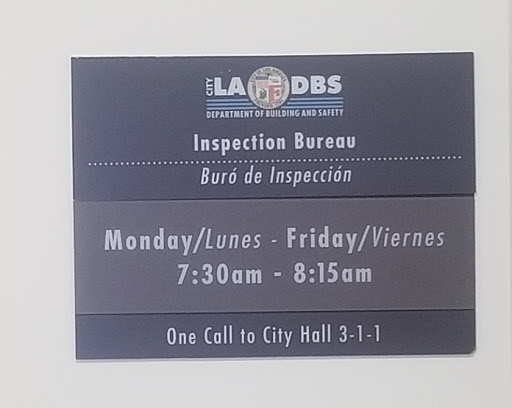 CITY LA DBS
DEPARTMENT OF BUILDING AND SAFETY
Inspection Bureau
Buró de Inspección
Monday/Lunes - Friday/Viernes
7:30am - 8:15am
One Call to City Hall 3-1-1